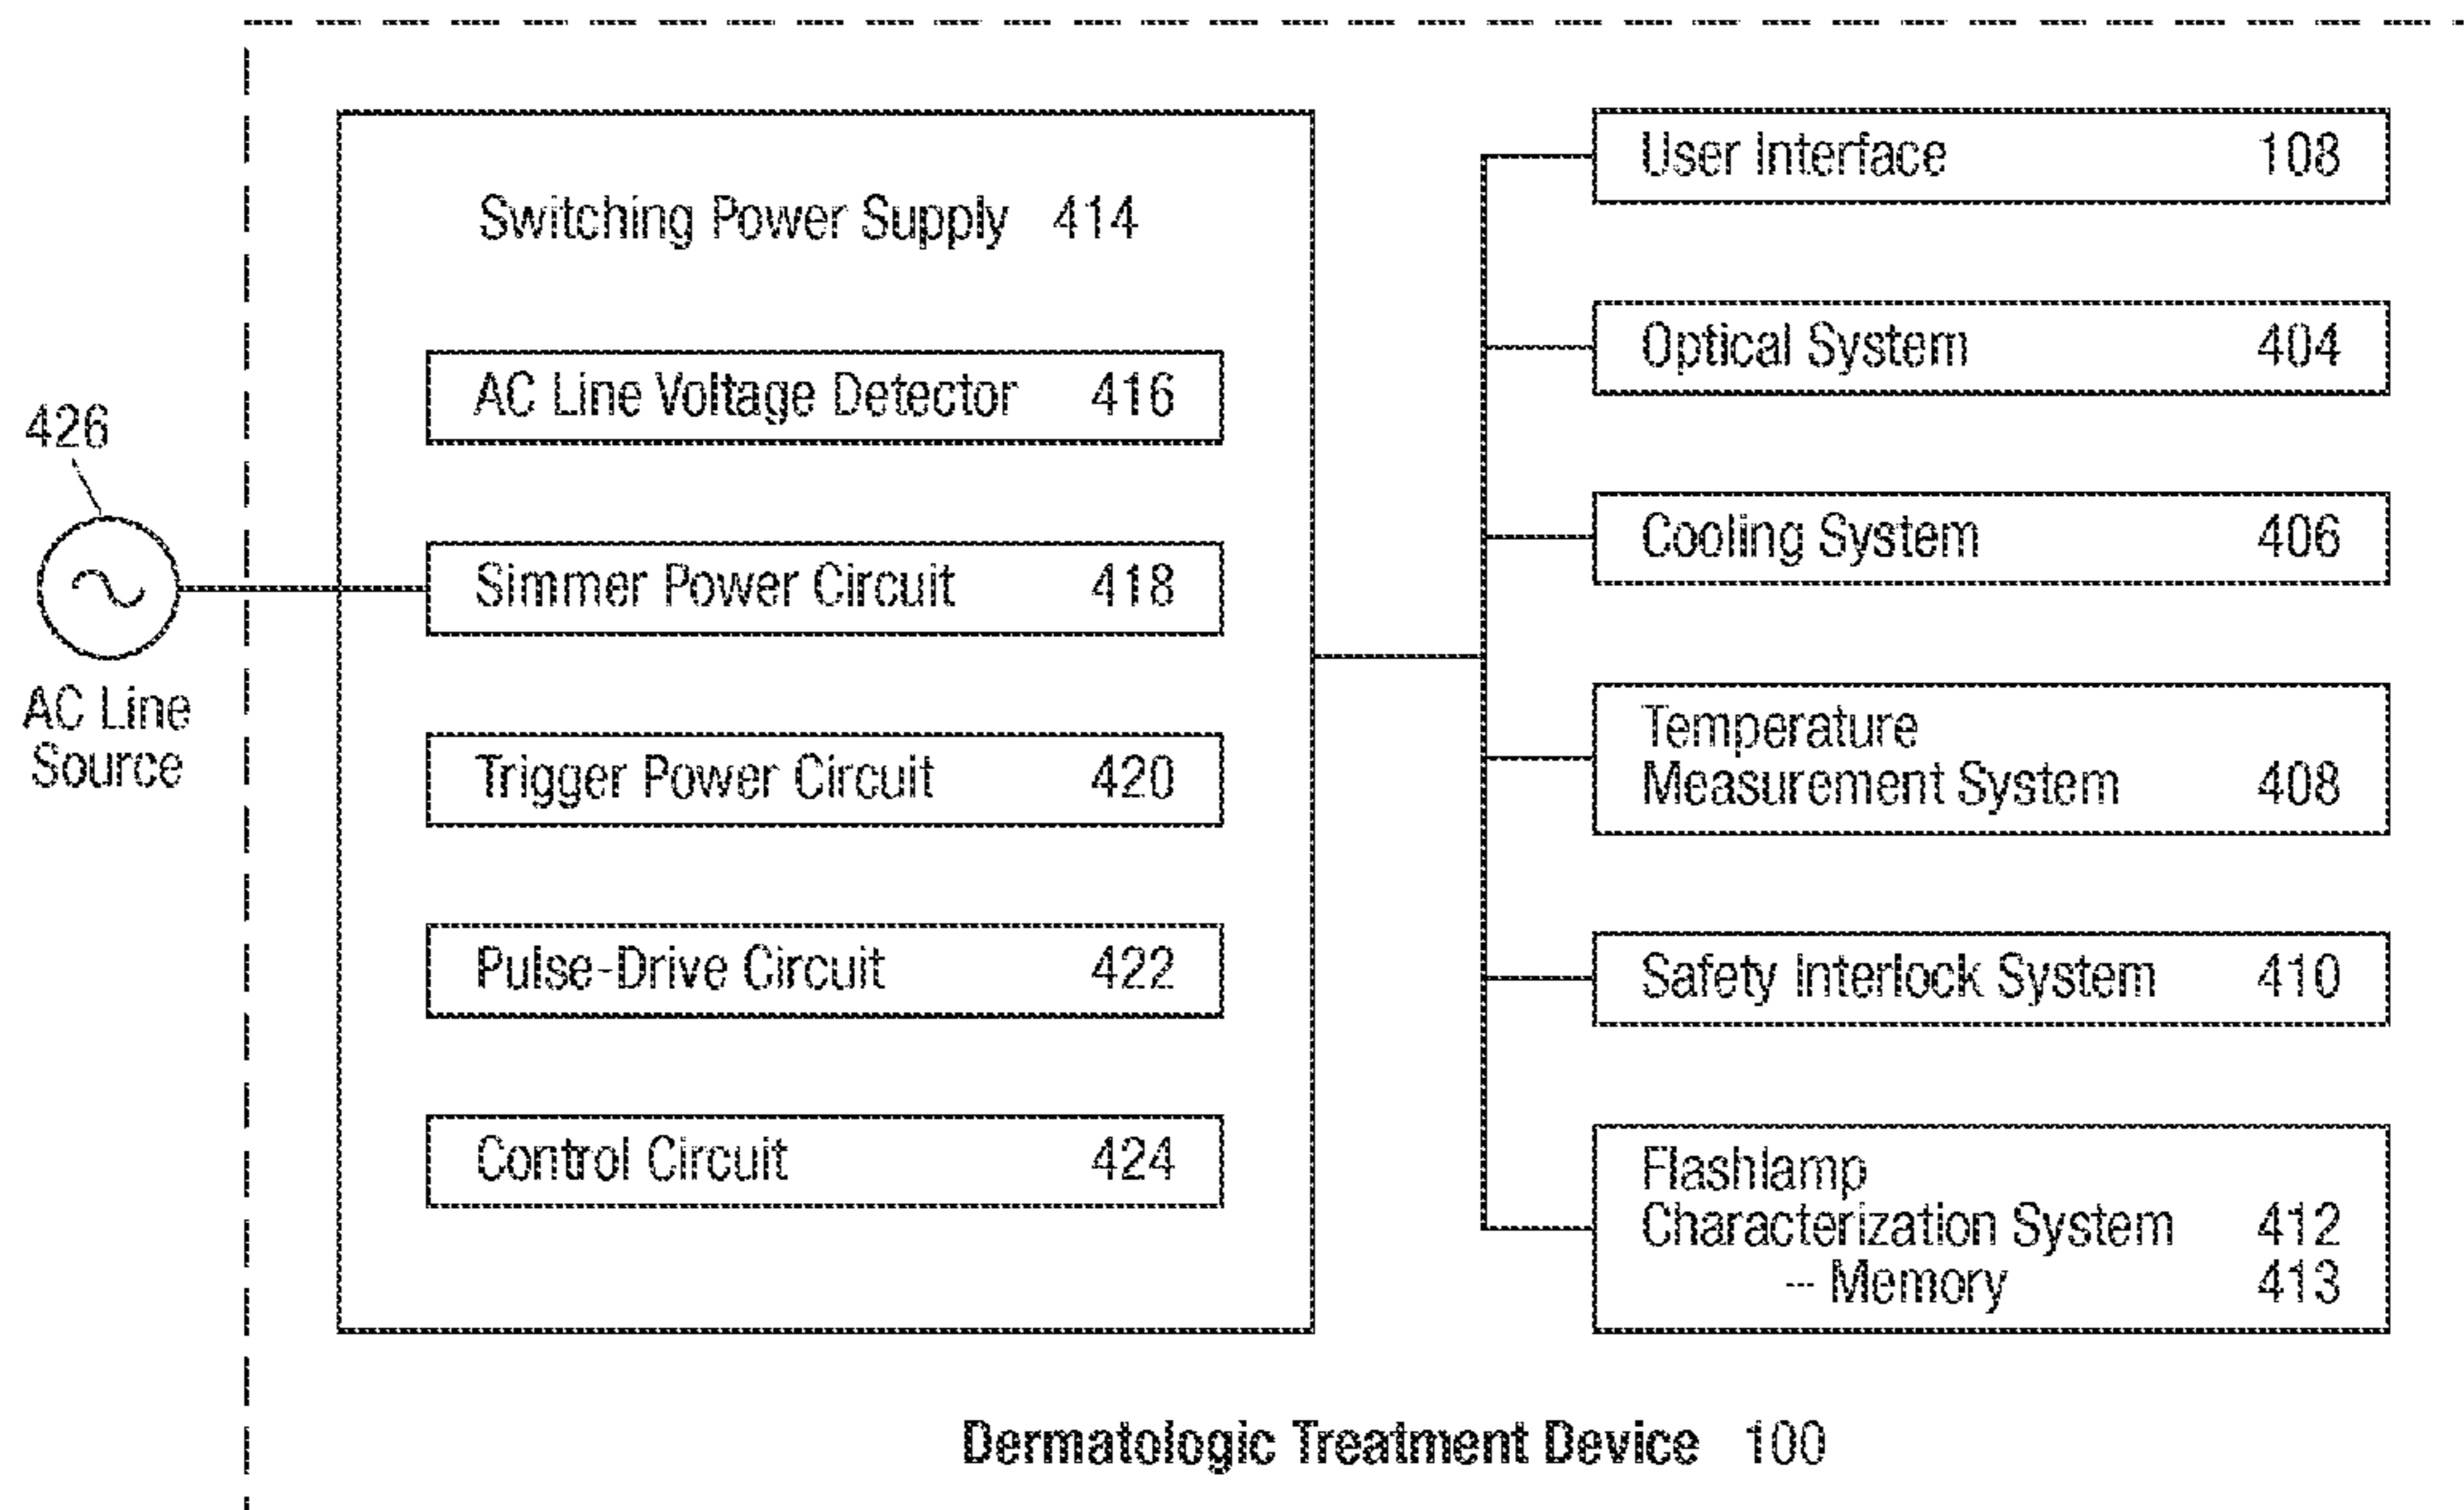 426
AC Line
Source
Switching Power Supply 414
AC Line Voltage Detector 416
Simmer Power Circuit 418
Trigger Power Circuit 420
Pulse-Drive Circuit 422
Control Circuit 424
User Interface 108
Optical System 404
Cooling System 406
Temperature
Measurement System 408
Safety Interlock System 410
Flashlamp
Characterization System 412
-- Memory 413
Dermatologic Treatment Device 100